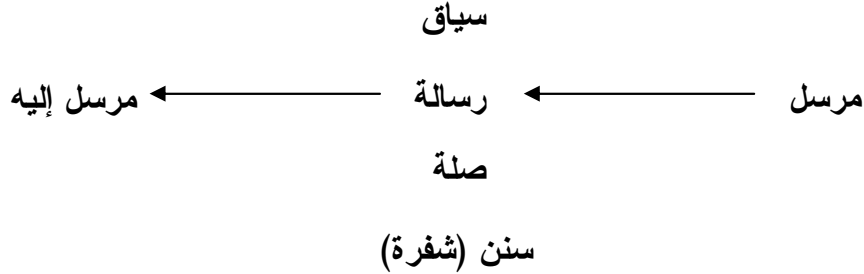 سياق
مرسل رسالة مرسل إليه
صلة
سنن (شفرة)